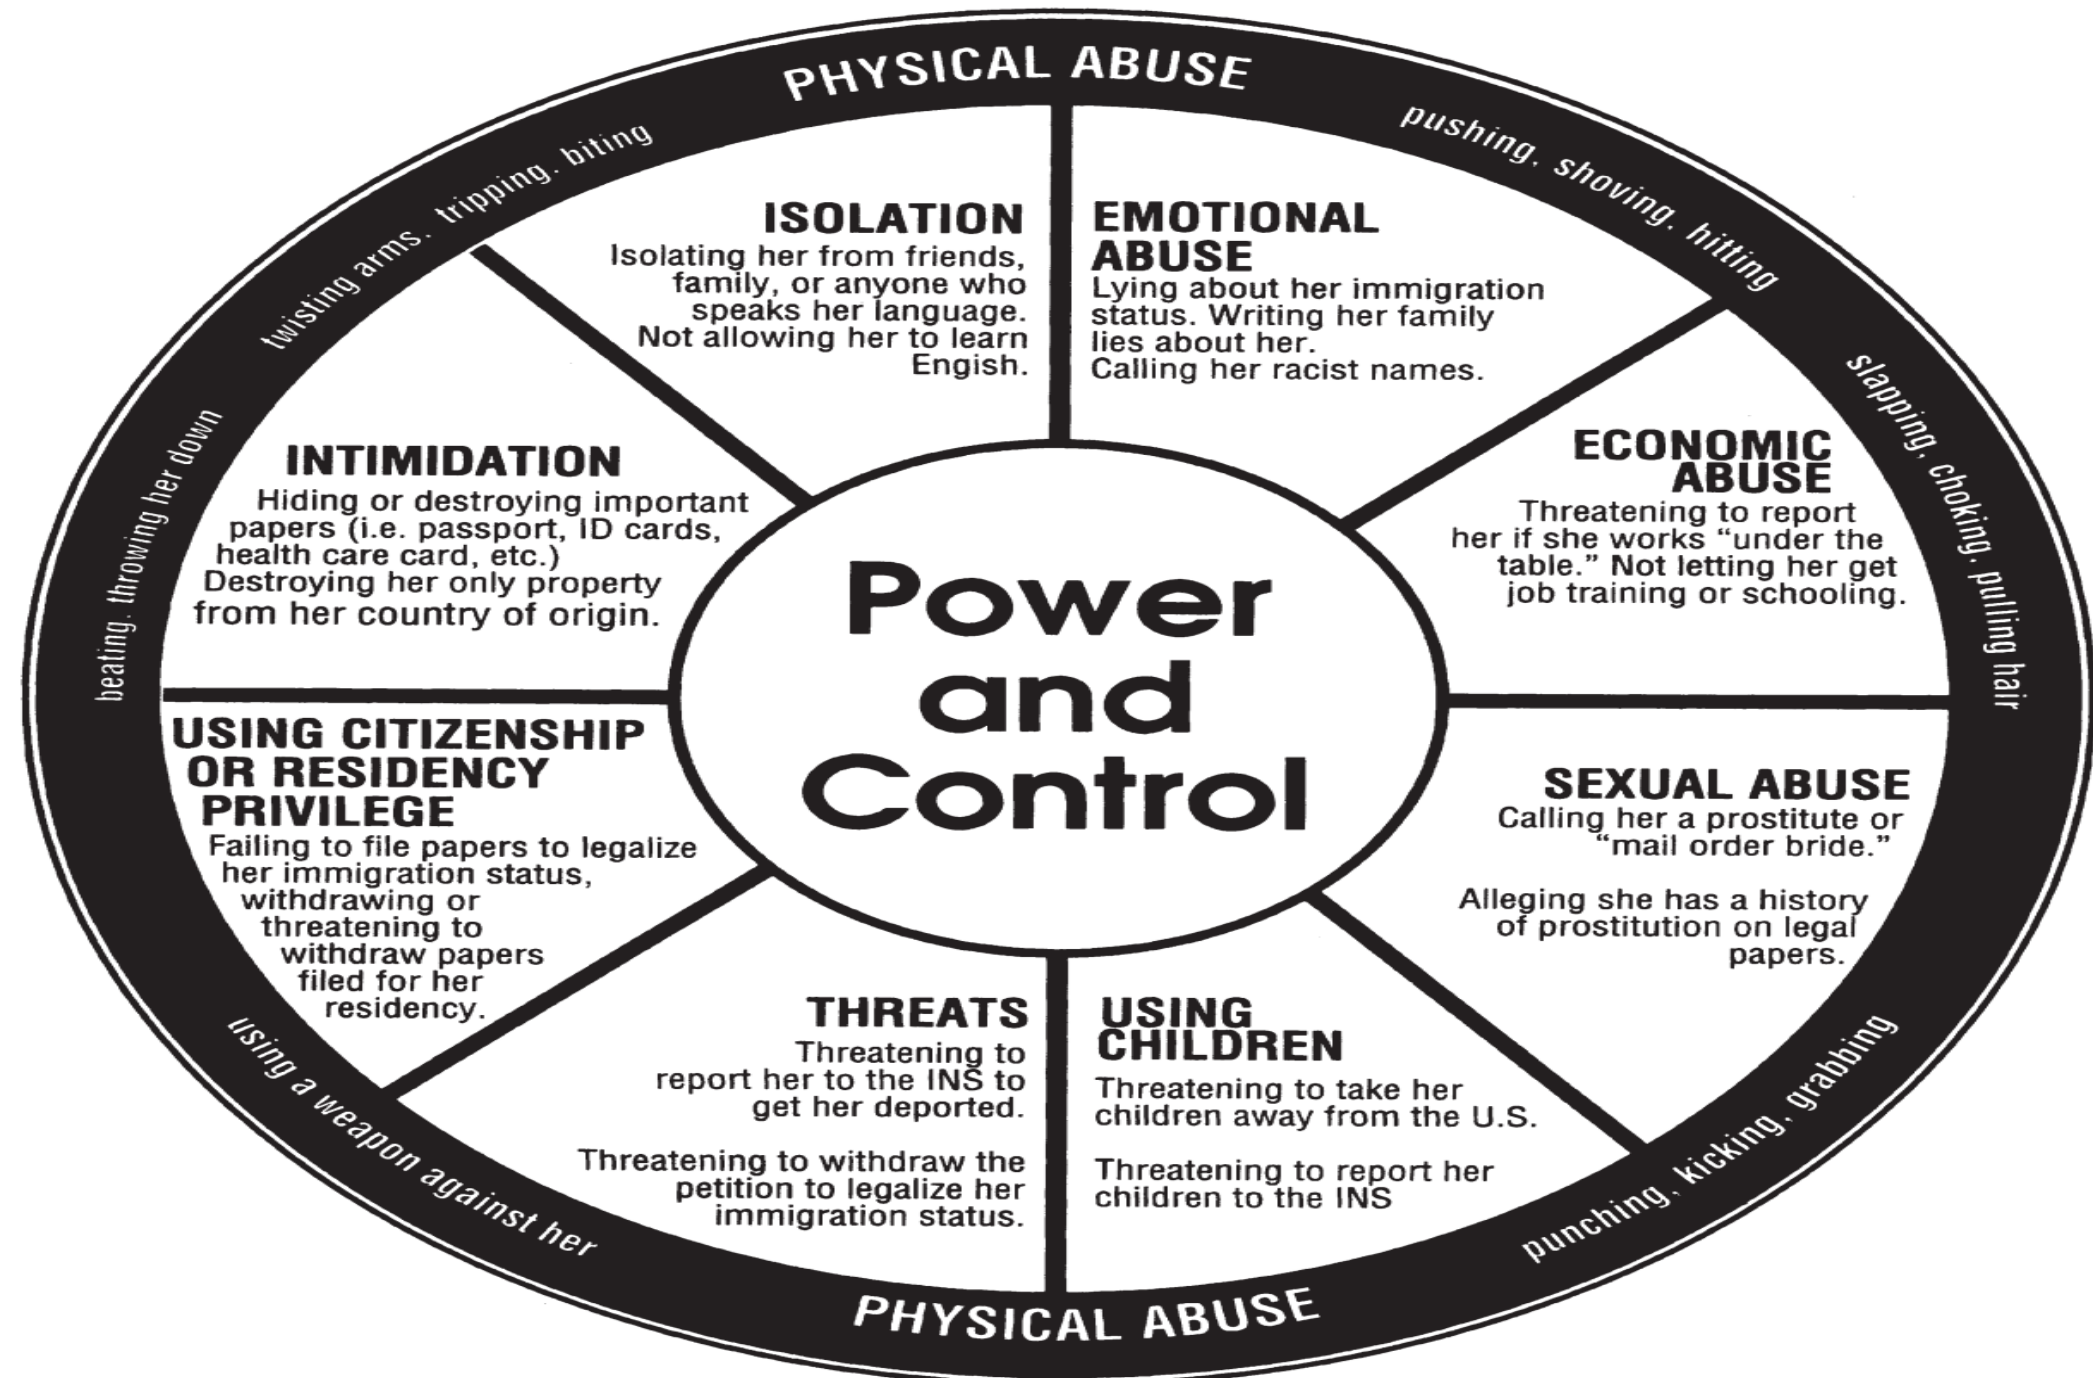 PHYSICAL ABUSE
pushing, shoving, hitting
slapping, choking, pulling hair
punching, kicking, grabbing
PHYSICAL ABUSE
using a weapon against her
beating, throwing her down
twisting arms, tripping, biting
ISOLATION
Isolating her from friends,
family, or anyone who
speaks her language.
Not allowing her to learn
Engish.
EMOTIONAL
ABUSE
Lying about her immigration
status. Writing her family
lies about her.
Calling her racist names.
ECONOMIC
ABUSE
Threatening to report
her if she works “under the
table.” Not letting her get
job training or schooling.
SEXUAL ABUSE
Calling her a prostitute or
“mail order bride.”
Alleging she has a history
of prostitution on legal
papers.
USING
CHILDREN
Threatening to take her
children away from the U.S.
Threatening to report her
children to the INS
THREATS
Threatening to
report her to the INS to
get her deported.
Threatening to withdraw the
petition to legalize her
immigration status.
USING CITIZENSHIP
OR RESIDENCY
PRIVILEGE
Failing to file papers to legalize
her immigration status,
withdrawing or
threatening to
withdraw papers
filed for her
residency.
INTIMIDATION
Hiding or destroying important
papers (i.e. passport, ID cards,
health care card, etc.)
Destroying her only property
from her country of origin.
Power
and
Control